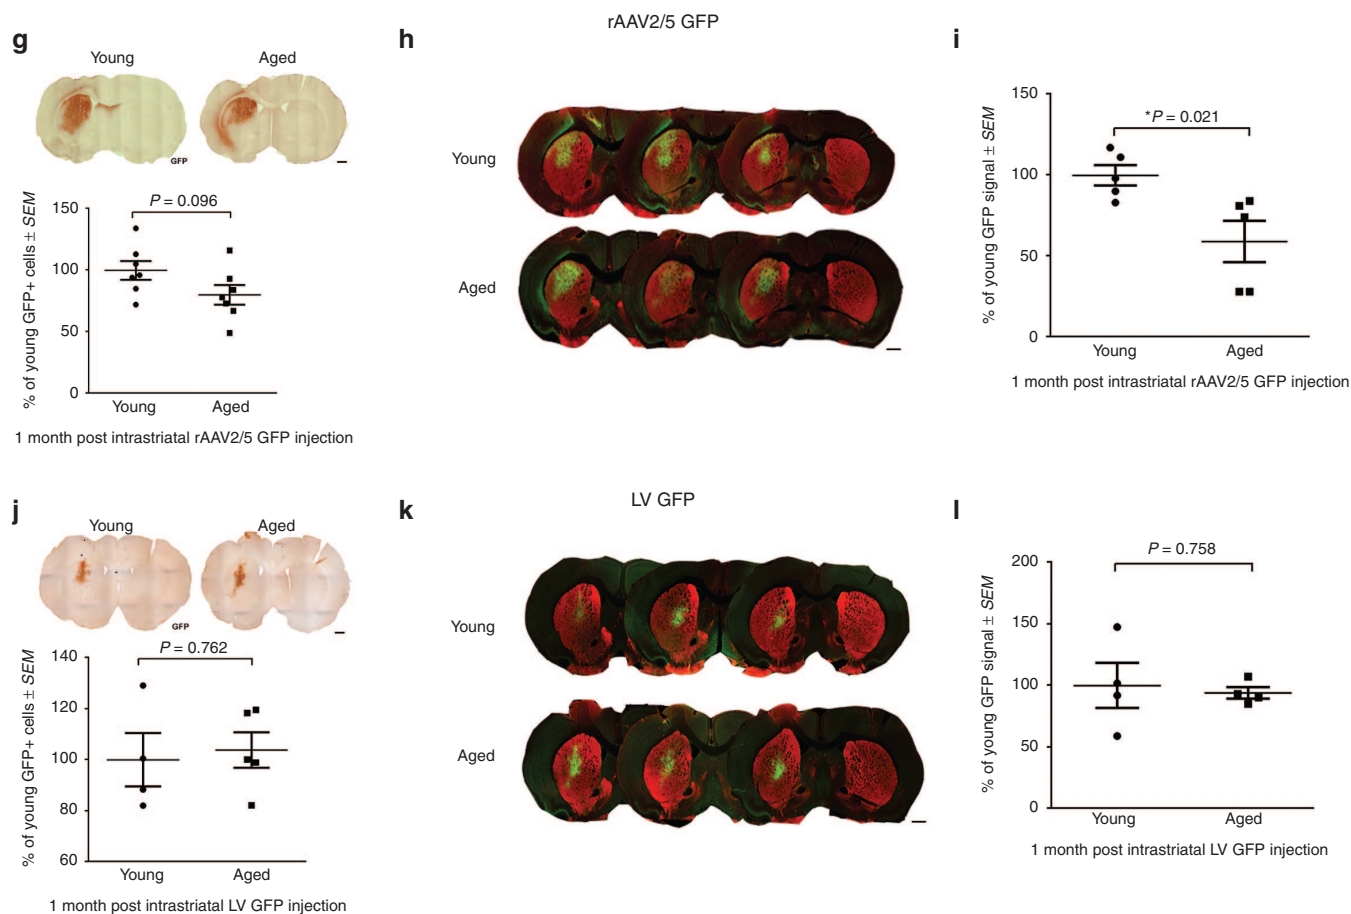 rAAV2/5 GFP
g
Young
Aged
GFP
P = 0.096
% of young GFP+ cells ± SEM
150
100
50
0
Young
Aged
1 month post intrastriatal rAAV2/5 GFP injection
h
Young
Aged
i
*P = 0.021
% of young GFP signal ± SEM
150
100
50
0
Young
Aged
1 month post intrastriatal rAAV2/5 GFP injection
LV GFP
j
Young
Aged
GFP
P = 0.762
% of young GFP+ cells ± SEM
140
120
100
80
60
Young
Aged
1 month post intrastriatal LV GFP injection
k
Young
Aged
l
P = 0.758
% of young GFP signal ± SEM
200
150
100
50
0
Young
Aged
1 month post intrastriatal LV GFP injection